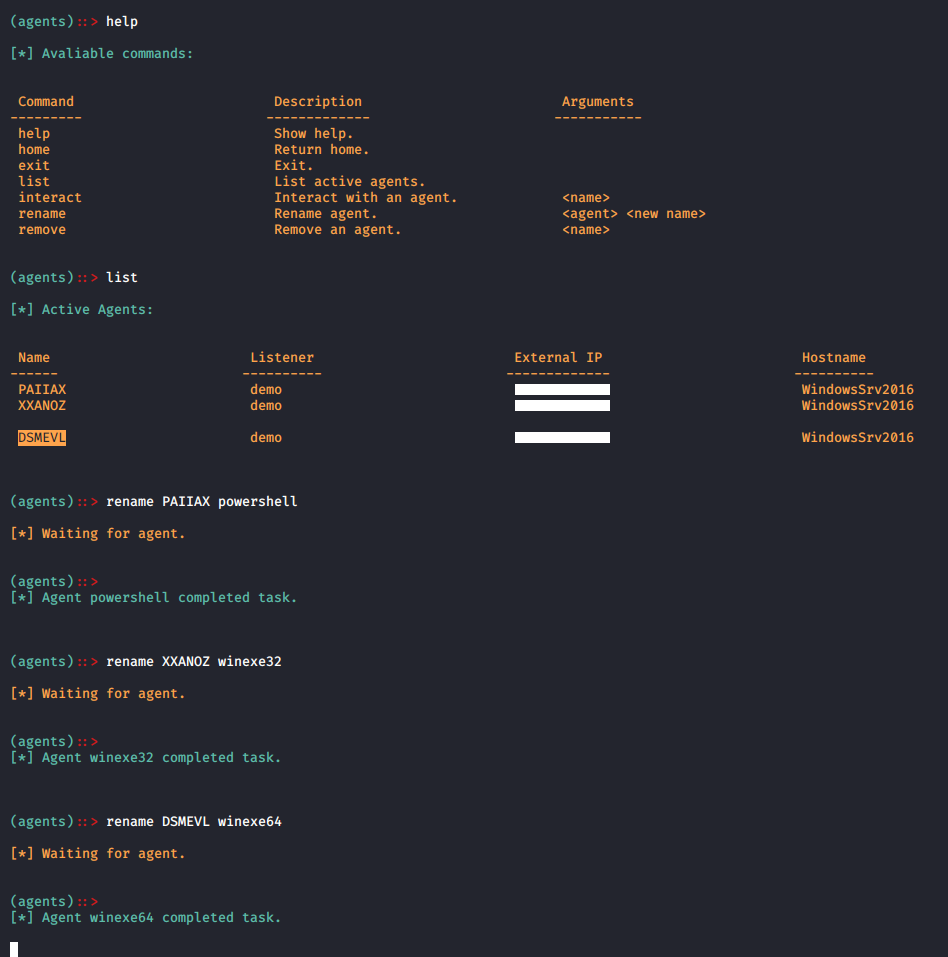 (agents)::> help
[*] Avaliable commands:
Command Description Arguments
--------- ------------- -----------
help Show help.
home Return home.
exit Exit.
list List active agents.
interact Interact with an agent. <name>
rename Rename agent. <agent> <new name>
remove Remove an agent. <name>
(agents)::> list
[*] Active Agents:
Name Listener External IP Hostname
------ ---------- ------------- ----------
PAIIAX demo WindowsSrv2016
XXANOZ demo WindowsSrv2016
DSMEVL demo WindowsSrv2016
(agents)::> rename PAIIAX powershell
[*] Waiting for agent.
(agents)::>
[*] Agent powershell completed task.
(agents)::> rename XXANOZ winexe32
[*] Waiting for agent.
(agents)::>
[*] Agent winexe32 completed task.
(agents)::> rename DSMEVL winexe64
[*] Waiting for agent.
(agents)::>
[*] Agent winexe64 completed task.